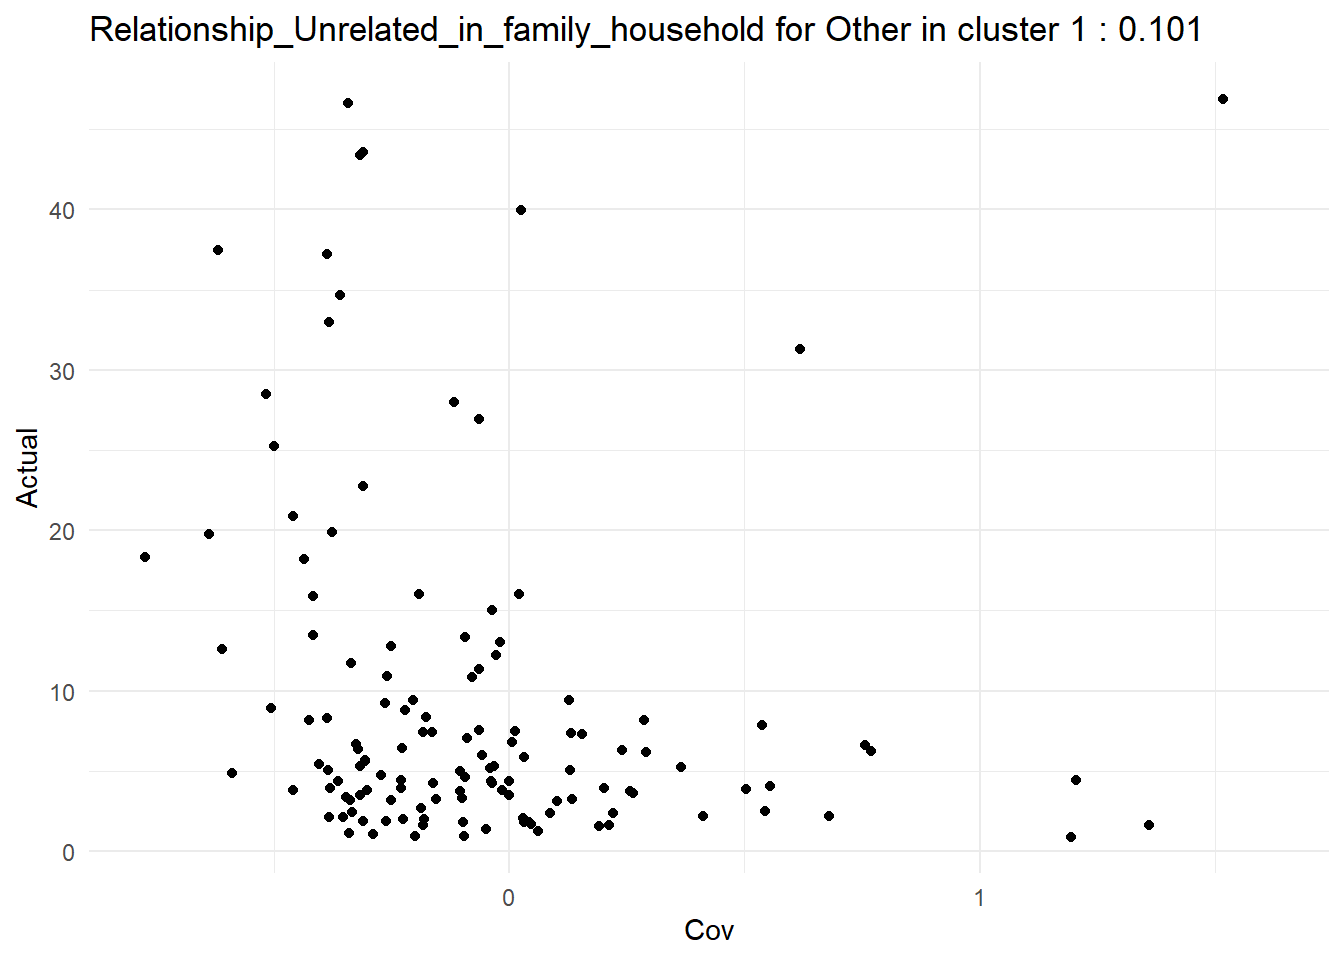 Relationship_Unrelated_in_family_household for Other in cluster 1 : 0.101
40
30
20
10
0
Actual
0 1
Cov